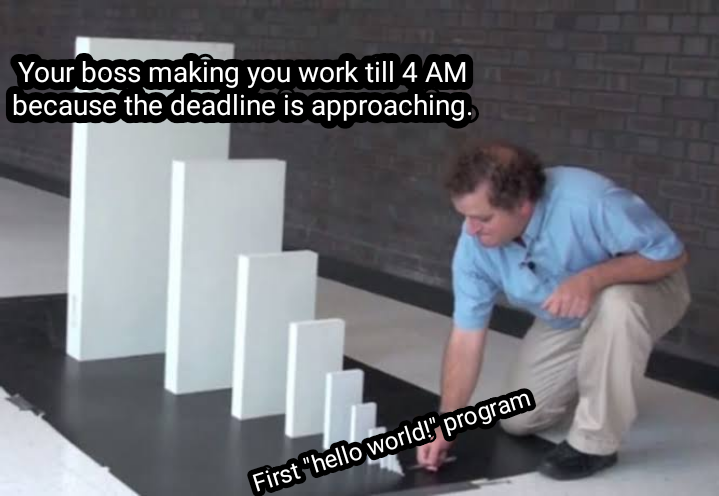 Your boss making you work till 4 AM
because the deadline is approaching.
First "hello world!" program